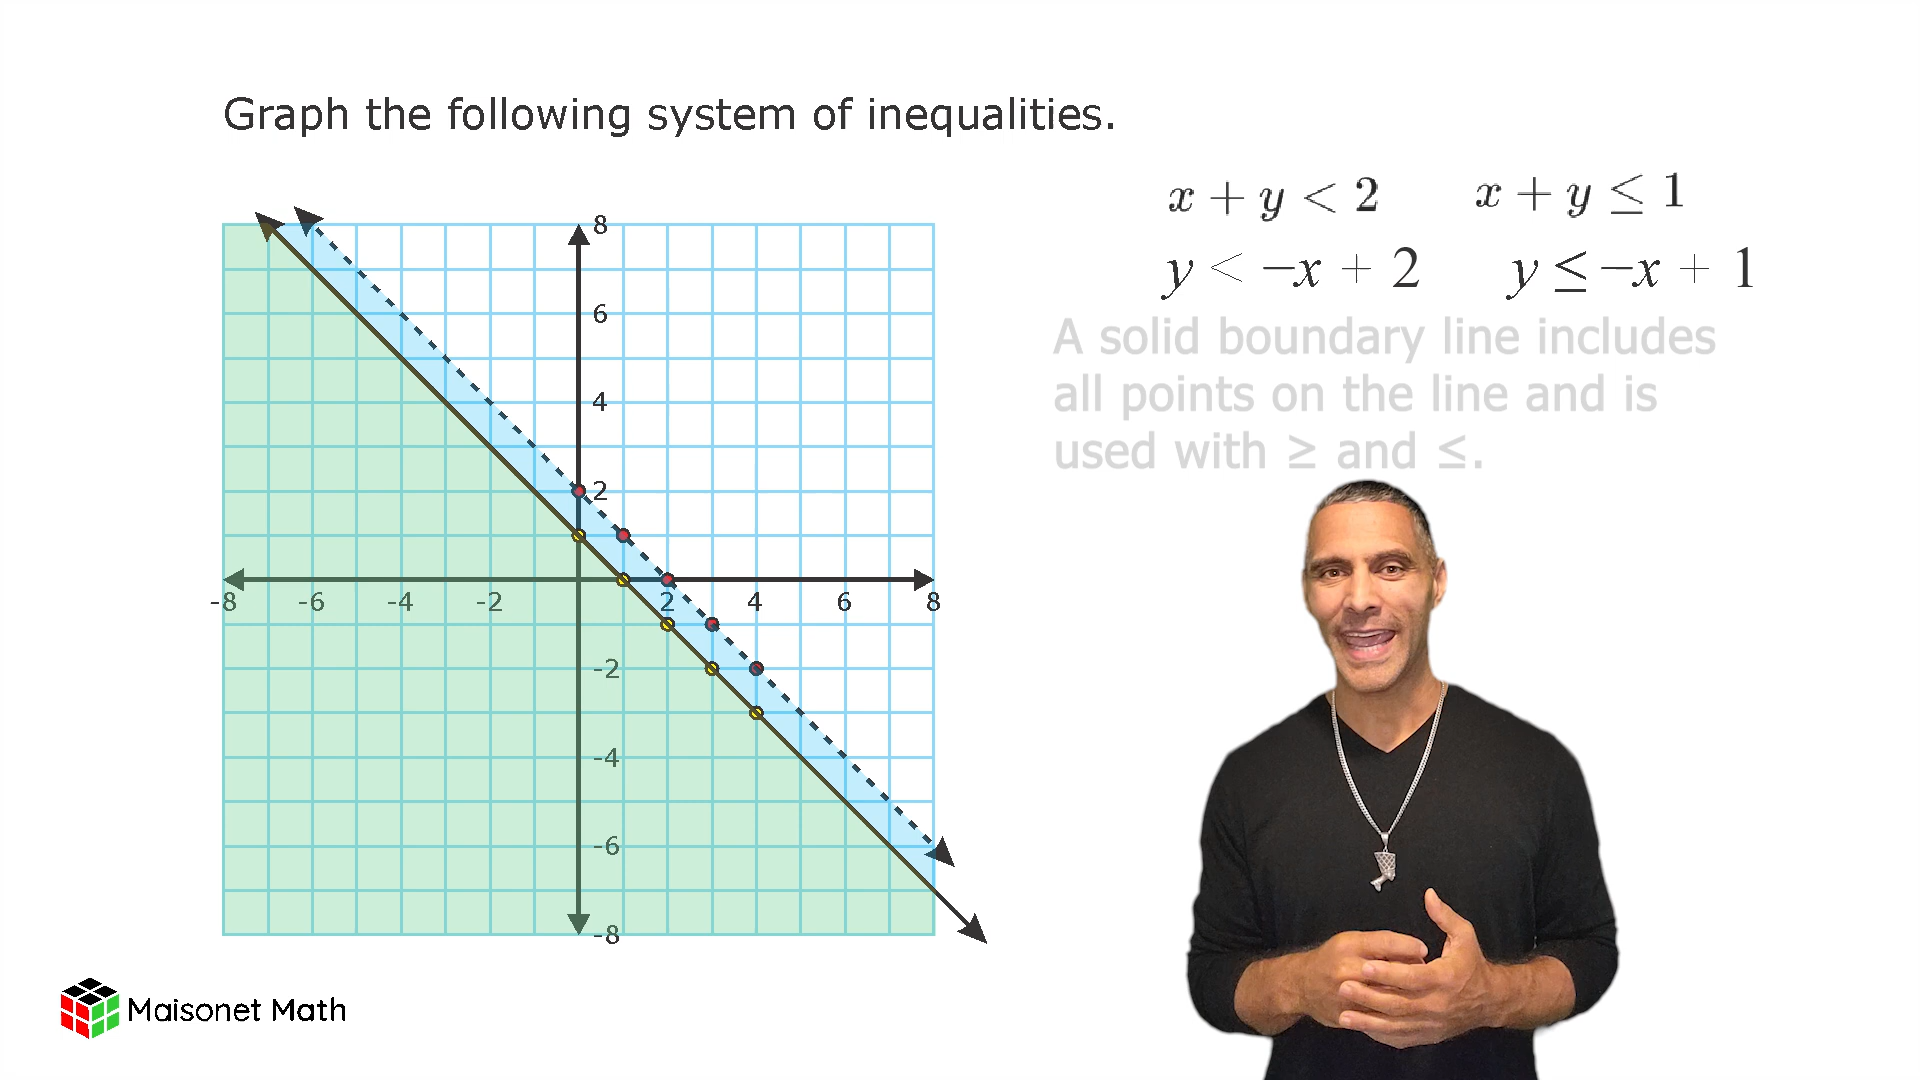 Graph the following system of inequalities.
x + y < 2
x + y ≤ 1
y < −x + 2
y ≤ −x + 1
A solid boundary line includes
all points on the line and is
used with ≥ and ≤.
8
6
4
2
-8 -6 -4 -2 2 4 6 8
-2
-4
-6
-8
Maisonet Math